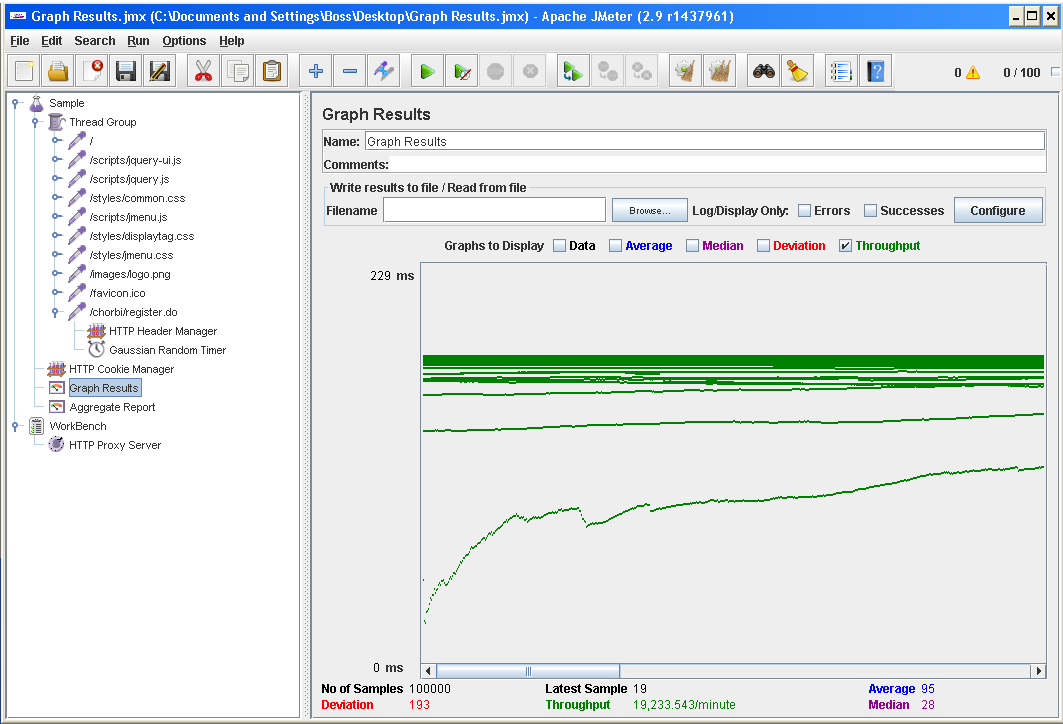 Graph Results.jmx (C:\Documents and Settings\Boss\Desktop\Graph Results.jmx) - Apache JMeter (2.9 r1437961)
File Edit Search Run Options Help
0 0 / 100
Sample
Thread Group
/
/scripts/jquery-ui.js
/scripts/jquery.js
/styles/common.css
/scripts/jmenu.js
/styles/displaytag.css
/styles/jmenu.css
/images/logo.png
/favicon.ico
/chorbi/register.do
HTTP Header Manager
Gaussian Random Timer
HTTP Cookie Manager
Graph Results
Aggregate Report
WorkBench
HTTP Proxy Server
Graph Results
Name: Graph Results
Comments:
Write results to file / Read from file
Filename Browse... Log/Display Only: Errors Successes Configure
Graphs to Display Data Average Median Deviation Throughput
229 ms
0 ms
No of Samples 100000 Latest Sample 19 Average 95
Deviation 193 Throughput 19,233.543/minute Median 28